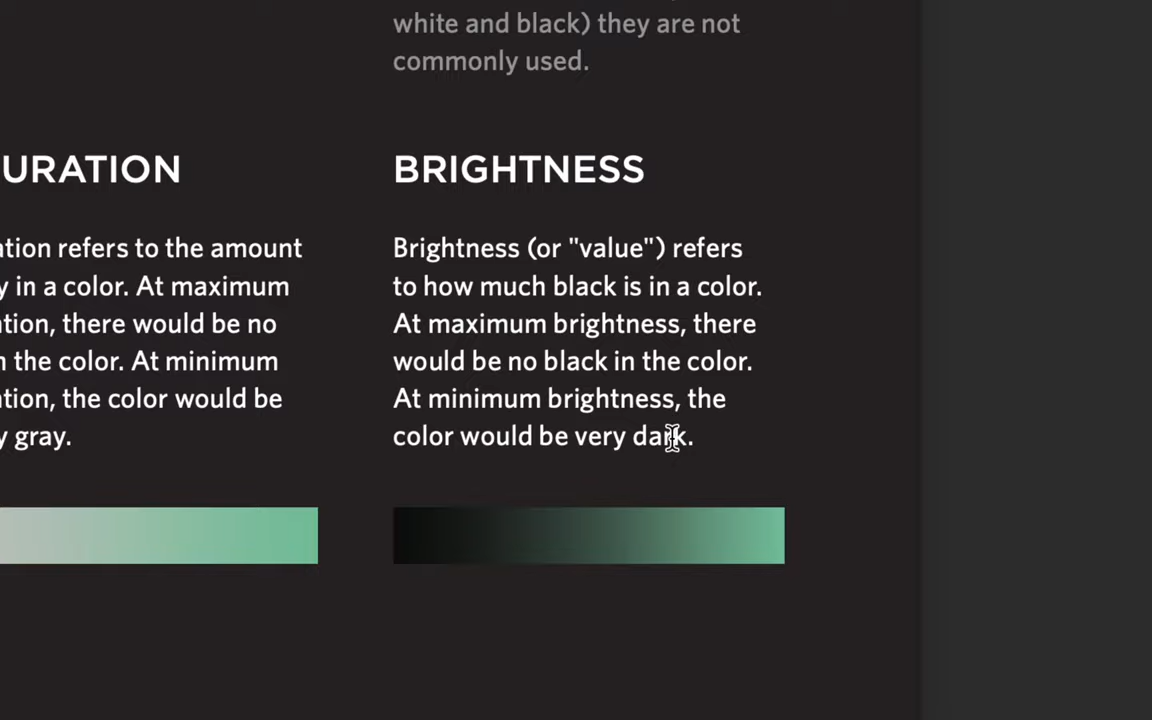 white and black) they are not
commonly used.
URATION
ation refers to the amount
y in a color. At maximum
ation, there would be no
n the color. At minimum
ation, the color would be
y gray.
BRIGHTNESS
Brightness (or "value") refers
to how much black is in a color.
At maximum brightness, there
would be no black in the color.
At minimum brightness, the
color would be very dark.